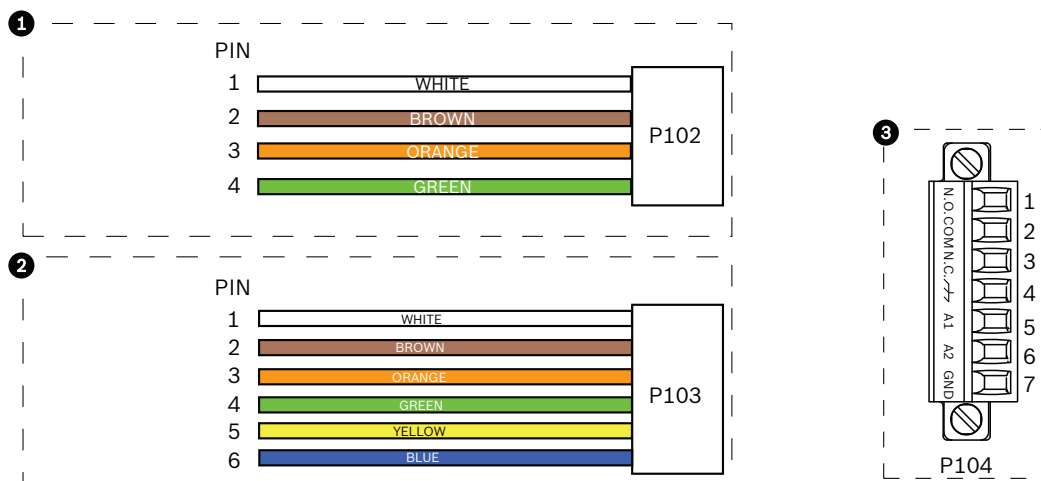 1
PIN
1 WHITE
2 BROWN
3 ORANGE
4 GREEN
P102
2
PIN
1 WHITE
2 BROWN
3 ORANGE
4 GREEN
5 YELLOW
6 BLUE
P103
3
N.O. 1
COM 2
N.C. 3
4
A1 5
A2 6
GND 7
P104